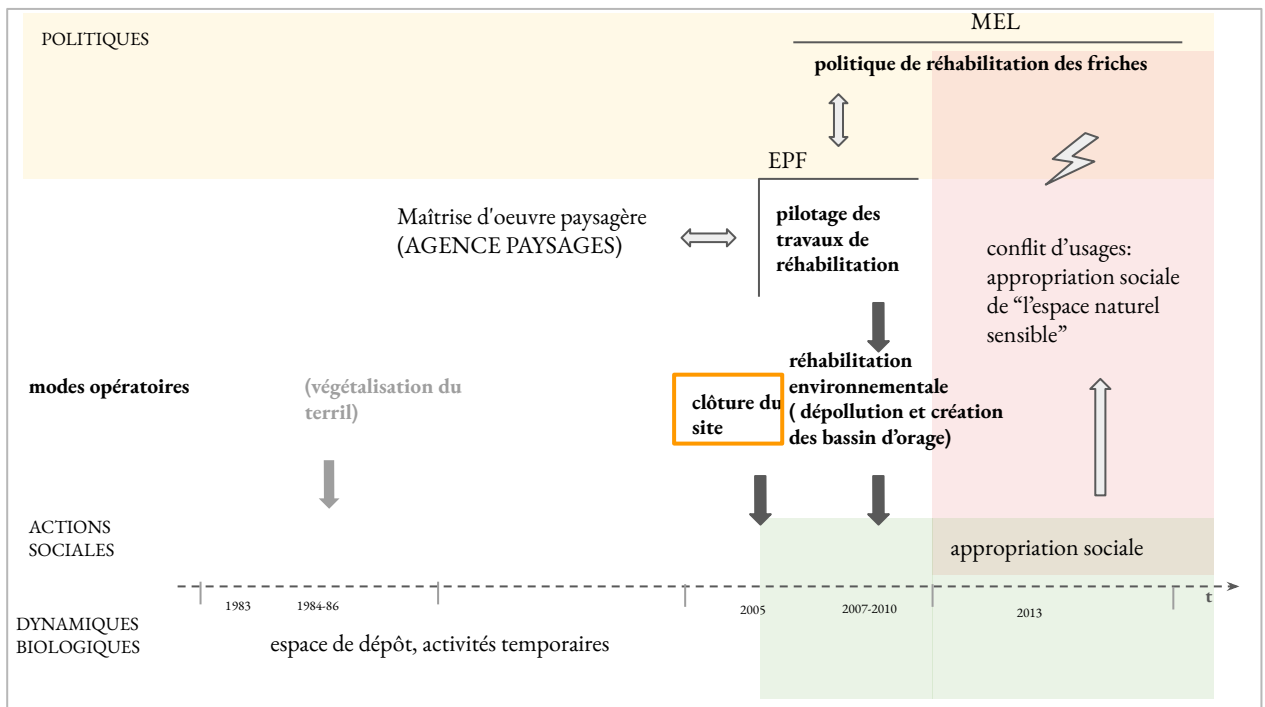 POLITIQUES
MEL
politique de réhabilitation des friches
EPF
Maîtrise d'oeuvre paysagère
(AGENCE PAYSAGES)
pilotage des
travaux de
réhabilitation
conflit d’usages:
appropriation sociale
de “l’espace naturel
sensible”
modes opératoires
(végétalisation du
terril)
clôture du
site
réhabilitation
environnementale
( dépollution et création
des bassin d’orage)
ACTIONS
SOCIALES
appropriation sociale
t
1983
1984-86
2005
2007-2010
2013
DYNAMIQUES
BIOLOGIQUES
espace de dépôt, activités temporaires